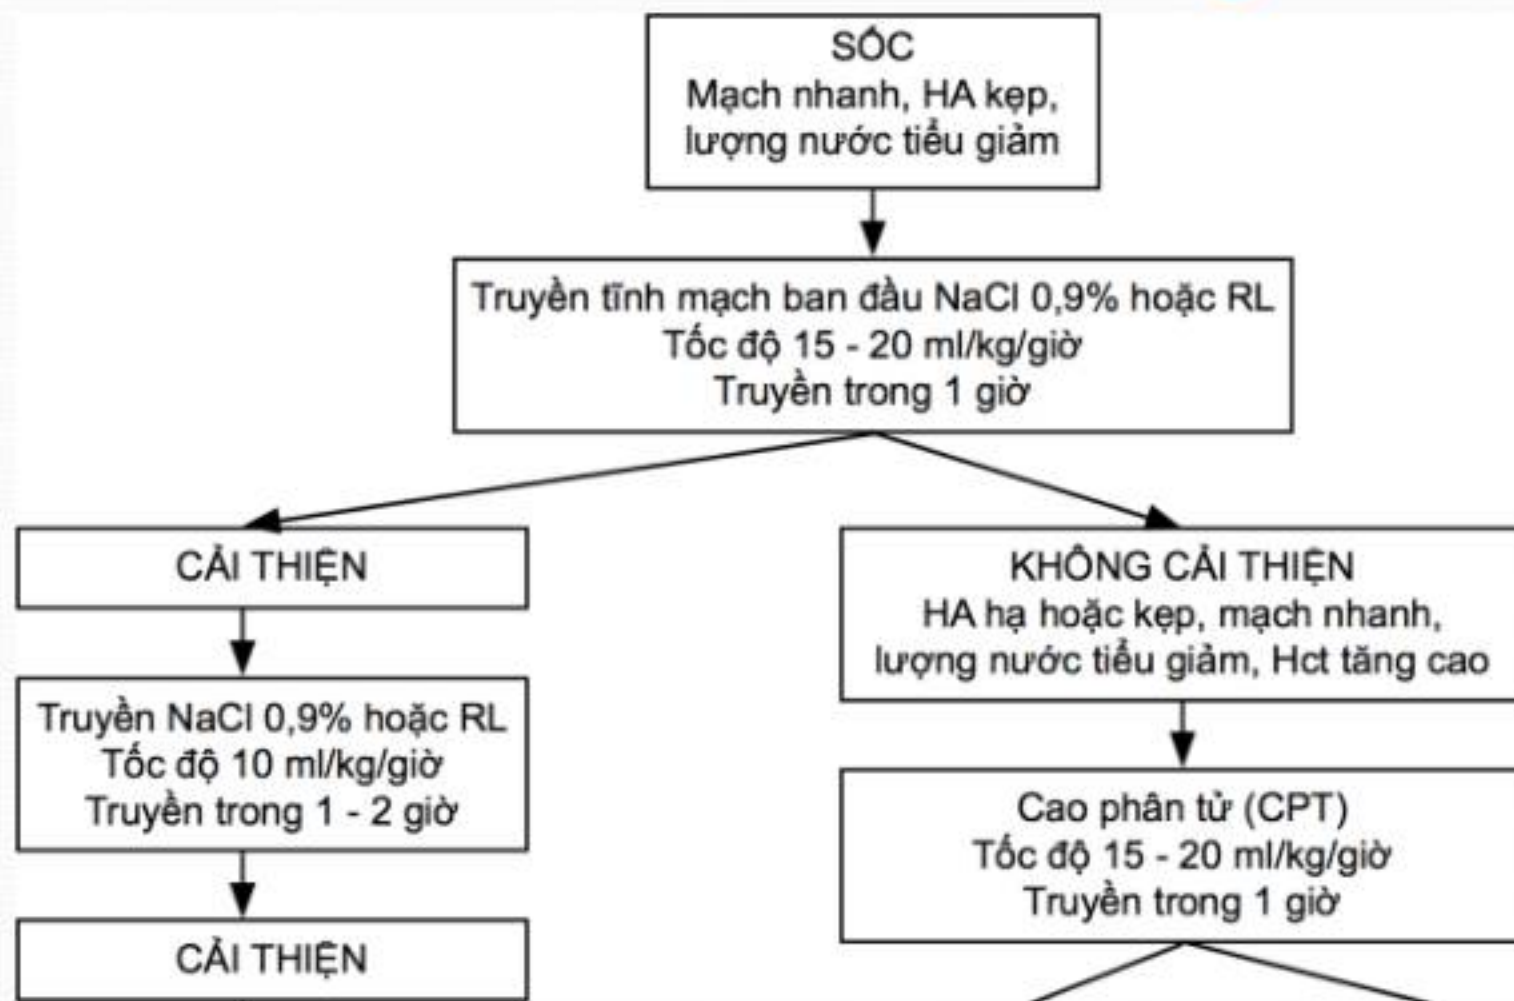 SỐC
Mạch nhanh, HA kẹp,
lượng nước tiểu giảm
Truyền tĩnh mạch ban đầu NaCl 0,9% hoặc RL
Tốc độ 15 - 20 ml/kg/giờ
Truyền trong 1 giờ
CẢI THIỆN
KHÔNG CẢI THIỆN
HA hạ hoặc kẹp, mạch nhanh,
lượng nước tiểu giảm, Hct tăng cao
Truyền NaCl 0,9% hoặc RL
Tốc độ 10 ml/kg/giờ
Truyền trong 1 - 2 giờ
Cao phân tử (CPT)
Tốc độ 15 - 20 ml/kg/giờ
Truyền trong 1 giờ
CẢI THIỆN